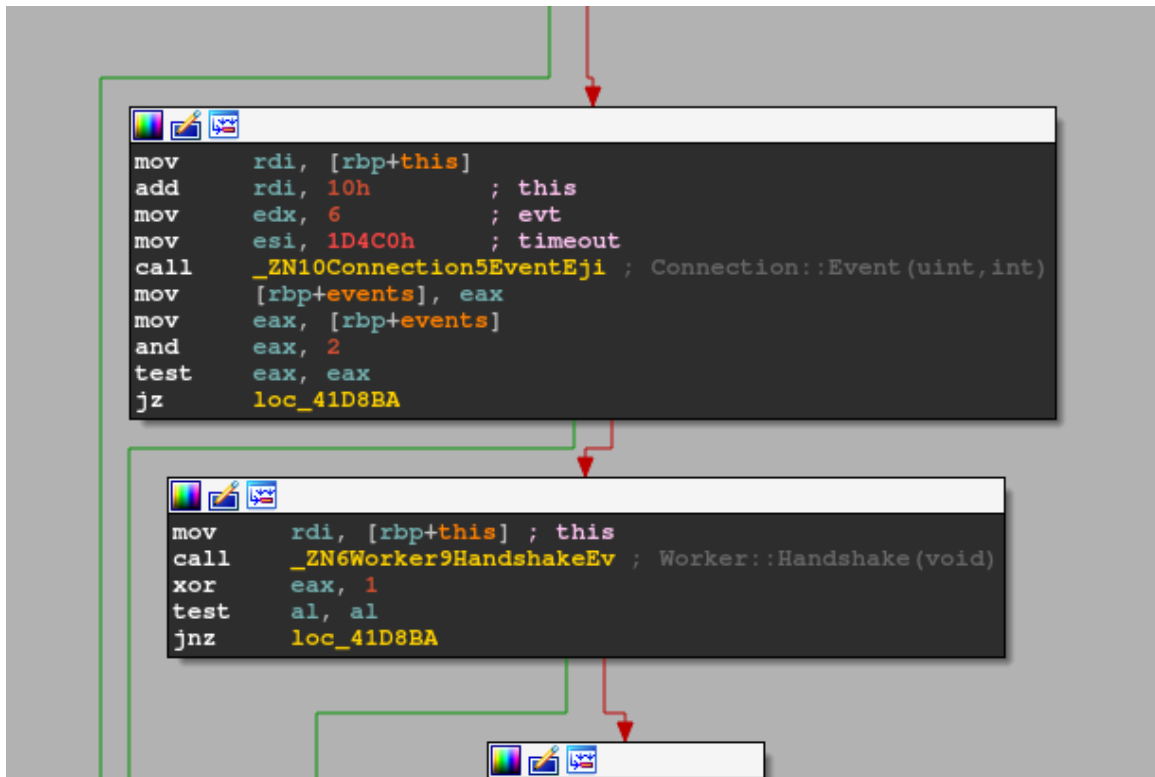 mov rdi, [rbp+this]
add rdi, 10h ; this
mov edx, 6 ; evt
mov esi, 1D4C0h ; timeout
call _ZN10Connection5EventEji ; Connection::Event(uint,int)
mov [rbp+events], eax
mov eax, [rbp+events]
and eax, 2
test eax, eax
jz loc_41D8BA
mov rdi, [rbp+this] ; this
call _ZN6Worker9HandshakeEv ; Worker::Handshake(void)
xor eax, 1
test al, al
jnz loc_41D8BA